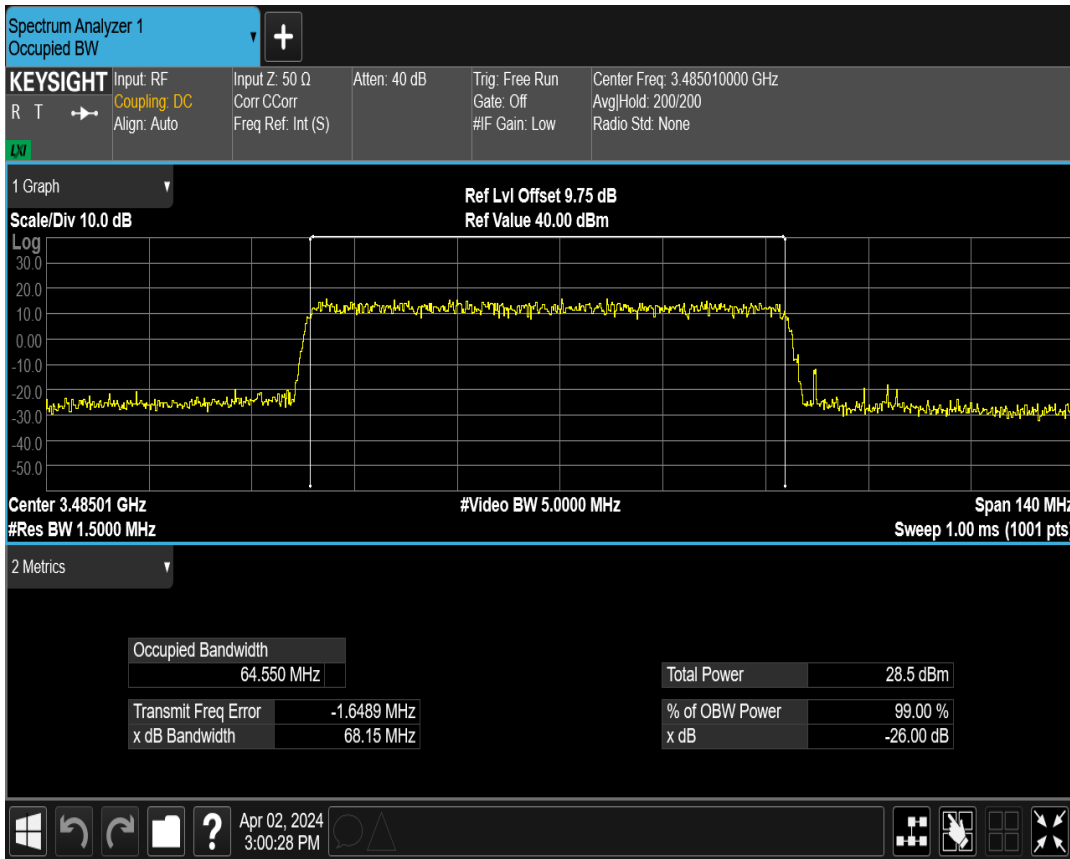 Spectrum Analyzer 1
Occupied BW
KEYSIGHT
R T
LXI
Input: RF
Coupling: DC
Align: Auto
Input Z: 50 Ω
Corr CCorr
Freq Ref: Int (S)
Atten: 40 dB
Trig: Free Run
Gate: Off
#IF Gain: Low
Center Freq: 3.485010000 GHz
Avg|Hold: 200/200
Radio Std: None
1 Graph
Ref Lvl Offset 9.75 dB
Scale/Div 10.0 dB
Ref Value 40.00 dBm
Log
30.0
20.0
10.0
0.00
-10.0
-20.0
-30.0
-40.0
-50.0
Center 3.48501 GHz
#Video BW 5.0000 MHz
Span 140 MHz
#Res BW 1.5000 MHz
Sweep 1.00 ms (1001 pts)
2 Metrics
Occupied Bandwidth
64.550 MHz
Total Power 28.5 dBm
Transmit Freq Error -1.6489 MHz
% of OBW Power 99.00 %
x dB Bandwidth 68.15 MHz
x dB -26.00 dB
?
Apr 02, 2024
3:00:28 PM